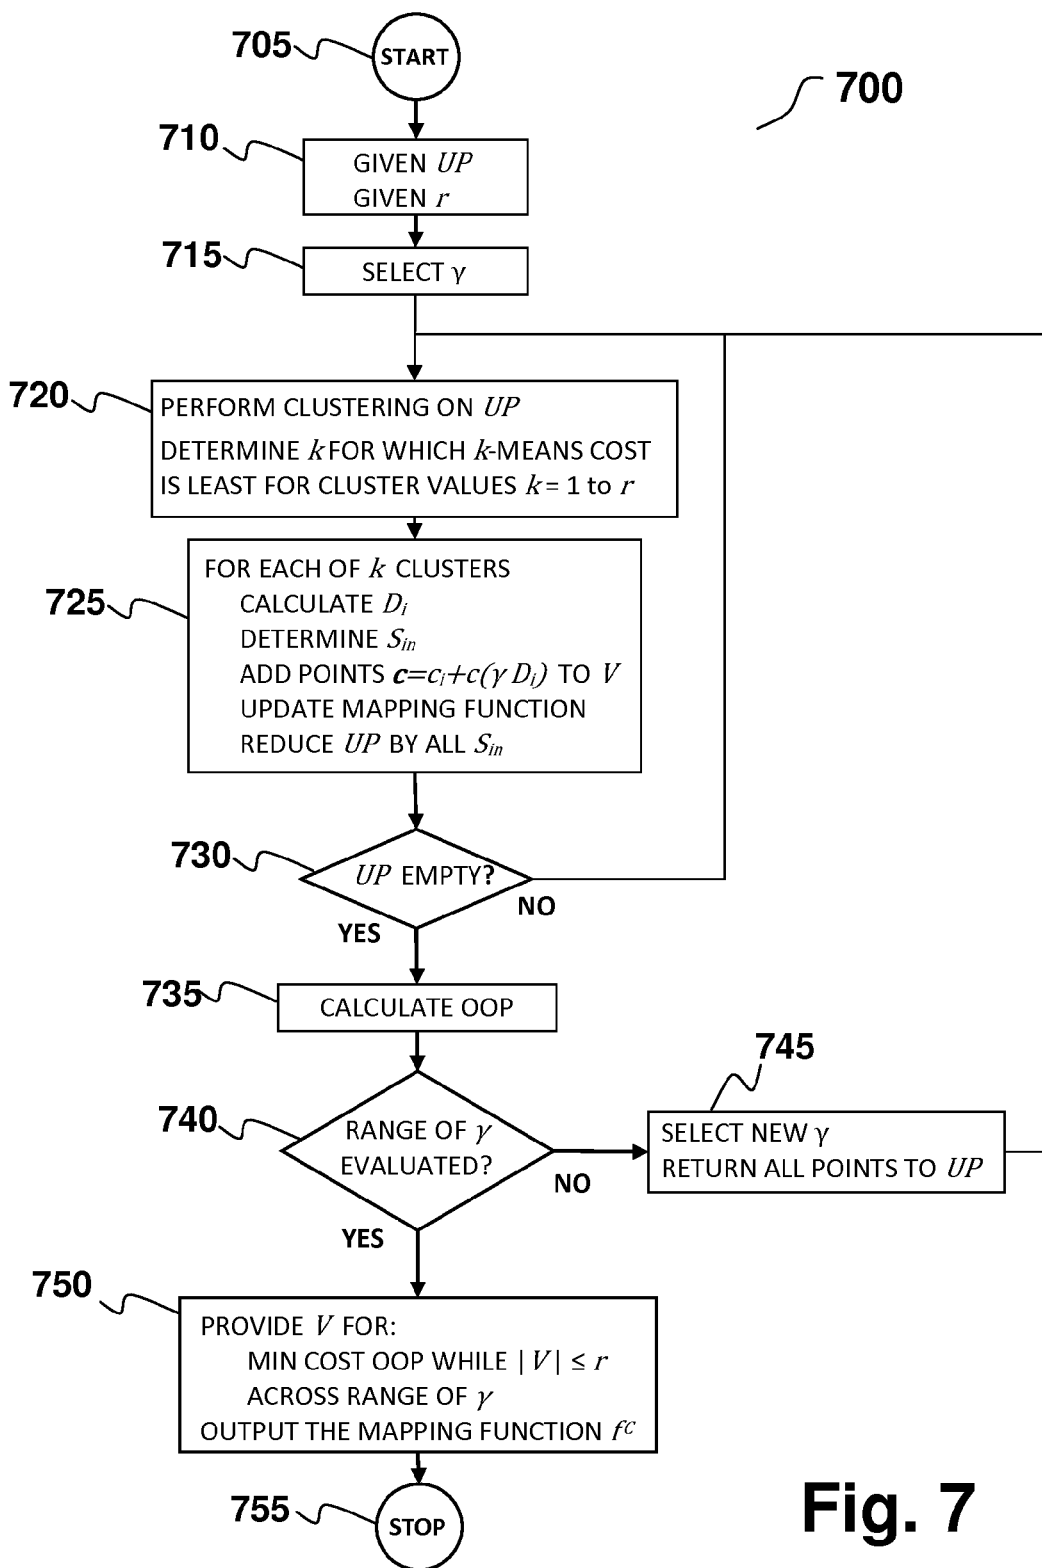 705
START
700
710
GIVEN UP
GIVEN r
715
SELECT γ
720
PERFORM CLUSTERING ON UP
DETERMINE k FOR WHICH k-MEANS COST
IS LEAST FOR CLUSTER VALUES k = 1 to r
725
FOR EACH OF k CLUSTERS
CALCULATE Di
DETERMINE Sin
ADD POINTS c=ci+c(γ Di) TO V
UPDATE MAPPING FUNCTION
REDUCE UP BY ALL Sin
730
UP EMPTY?
NO
YES
735
CALCULATE OOP
740
RANGE OF γ
EVALUATED?
NO
YES
745
SELECT NEW γ
RETURN ALL POINTS TO UP
750
PROVIDE V FOR:
MIN COST OOP WHILE |V| ≤ r
ACROSS RANGE OF γ
OUTPUT THE MAPPING FUNCTION fC
755
STOP
Fig. 7